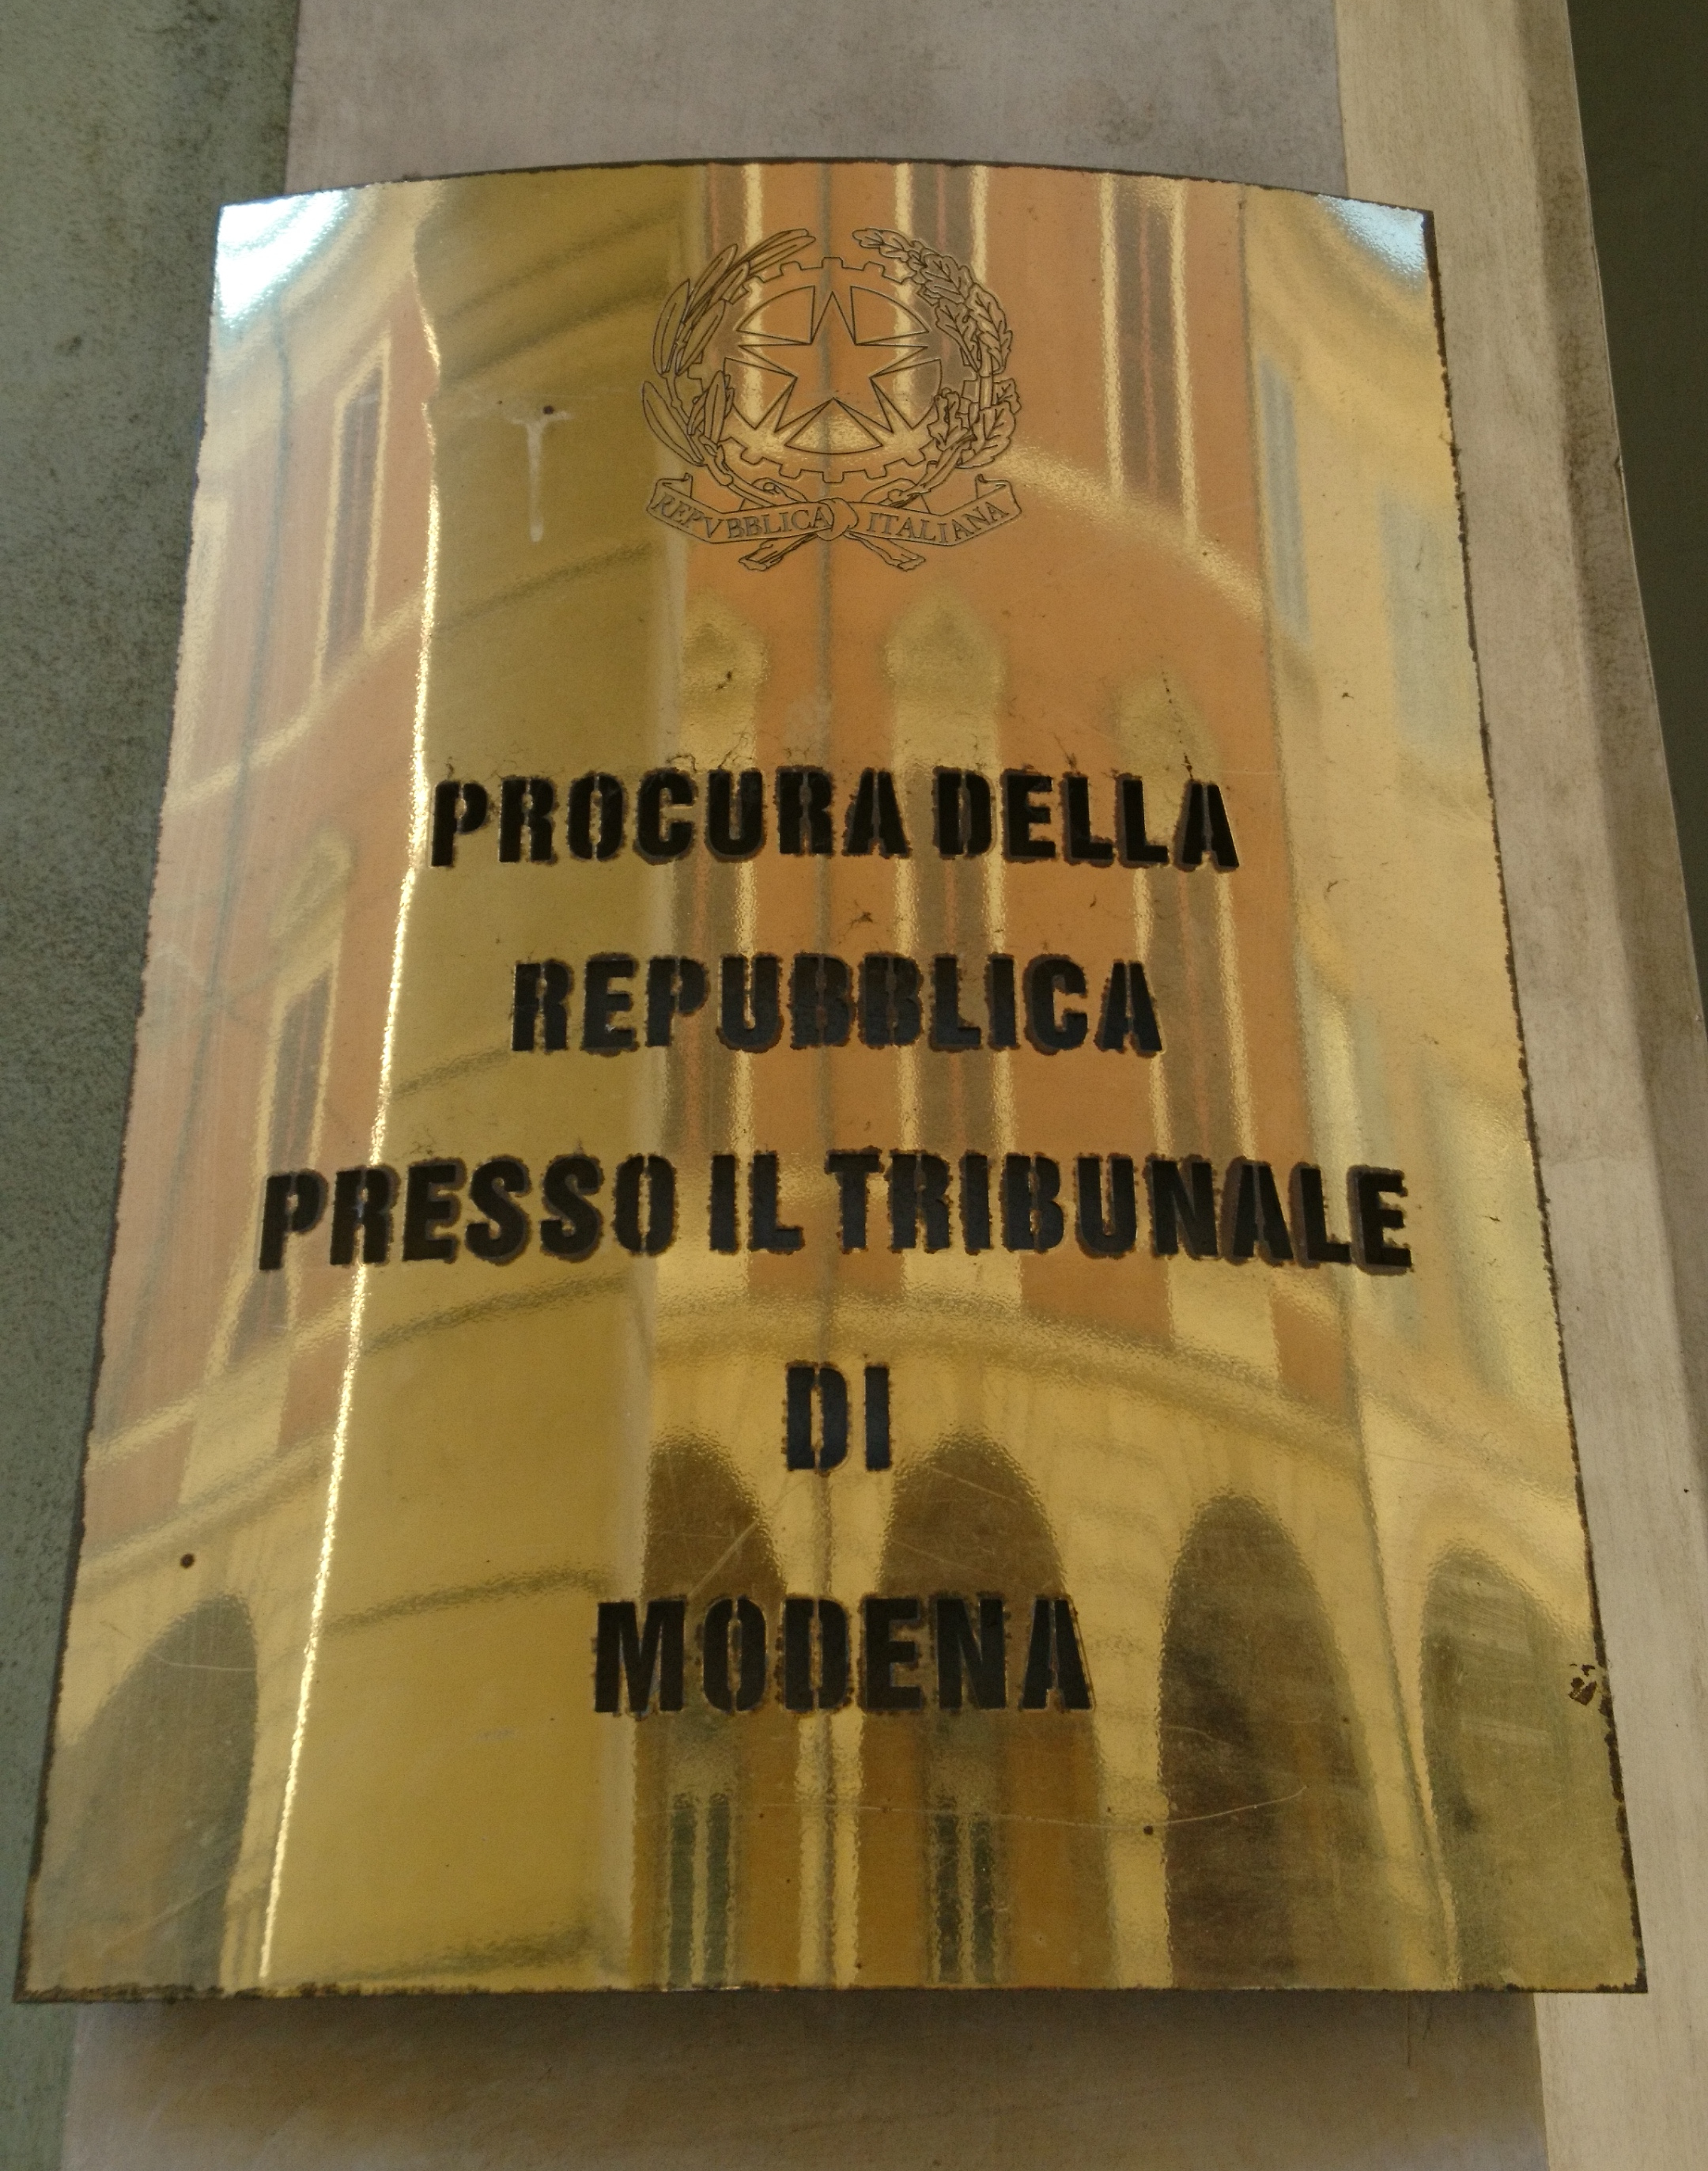 REPVBBLICA ITALIANA
PROCURA DELLA
REPUBBLICA
PRESSO IL TRIBUNALE
DI
MODENA